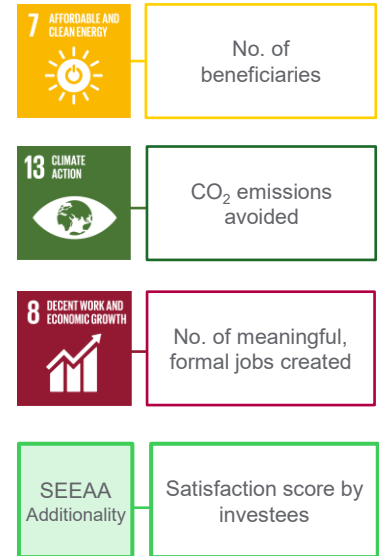 7 AFFORDABLE AND
CLEAN ENERGY
No. of
beneficiaries
13 CLIMATE
ACTION
CO₂ emissions
avoided
8 DECENT WORK AND
ECONOMIC GROWTH
No. of meaningful,
formal jobs created
SEEAA
Additionality
Satisfaction score by
investees